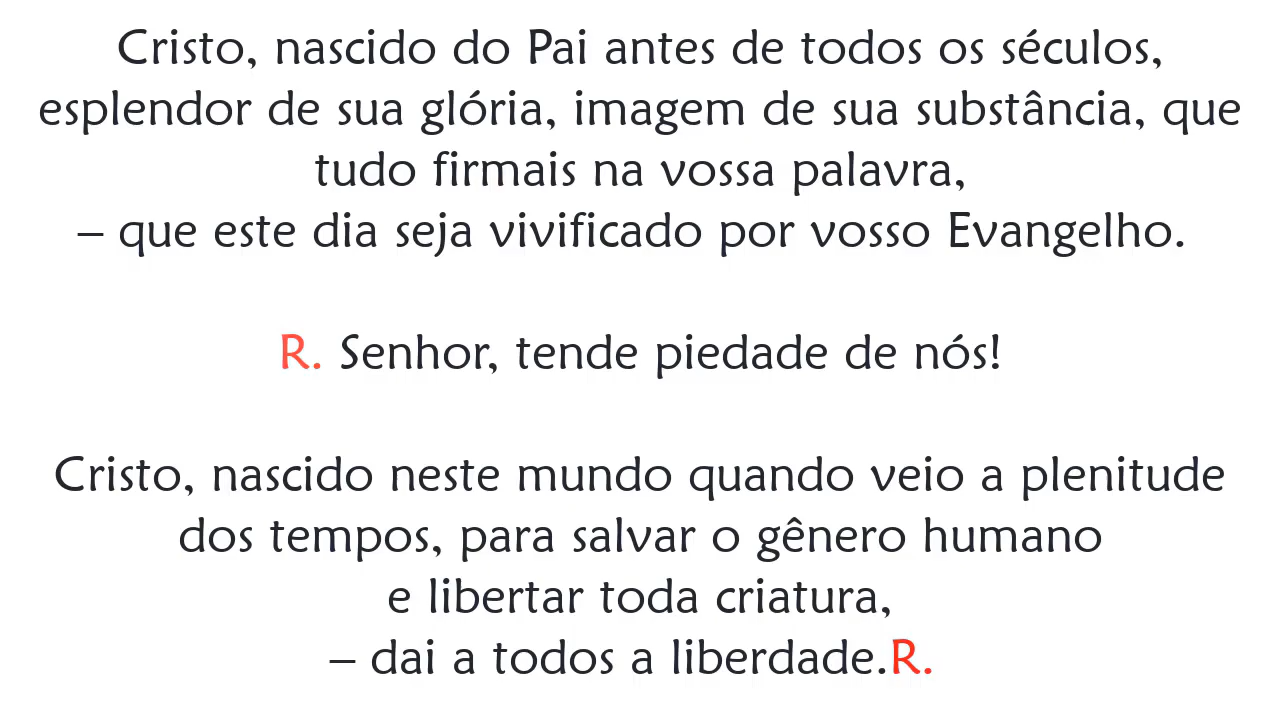 Cristo, nascido do Pai antes de todos os séculos,
esplendor de sua glória, imagem de sua substância, que
tudo firmais na vossa palavra,
– que este dia seja vivificado por vosso Evangelho.
R. Senhor, tende piedade de nós!
Cristo, nascido neste mundo quando veio a plenitude
dos tempos, para salvar o gênero humano
e libertar toda criatura,
– dai a todos a liberdade.R.